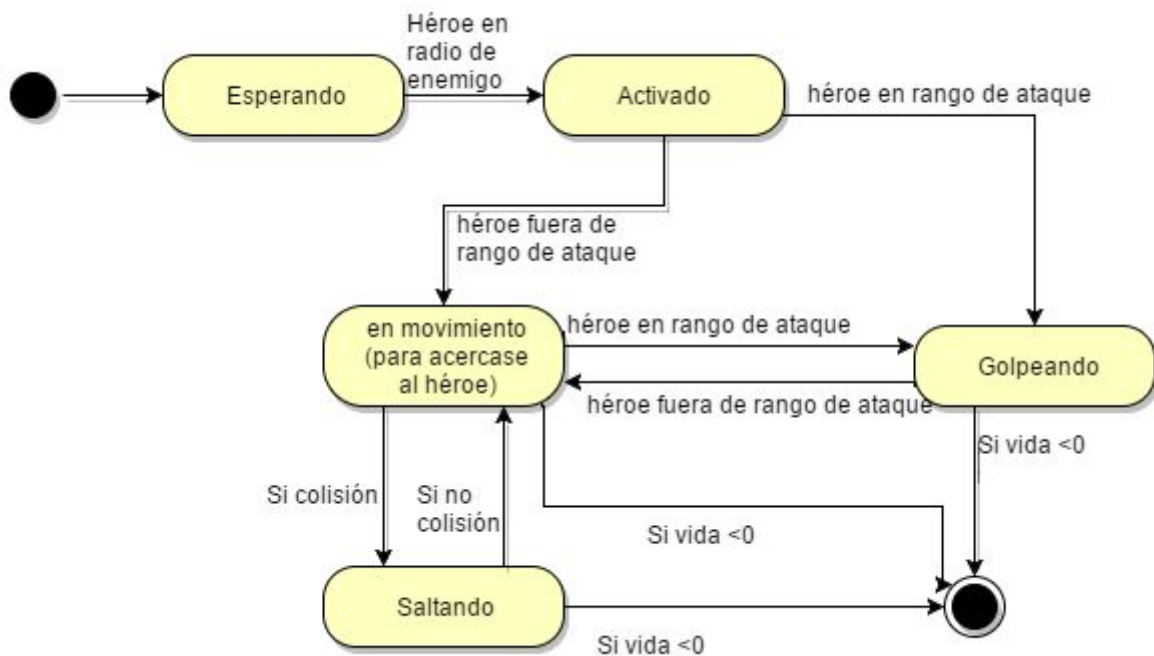 Héroe en
radio de
enemigo
Esperando
Activado
héroe en rango de ataque
héroe fuera de
rango de ataque
en movimiento
(para acercase
al héroe)
héroe en rango de ataque
Golpeando
héroe fuera de rango de ataque
Si vida <0
Si colisión
Si no
colisión
Si vida <0
Saltando
Si vida <0